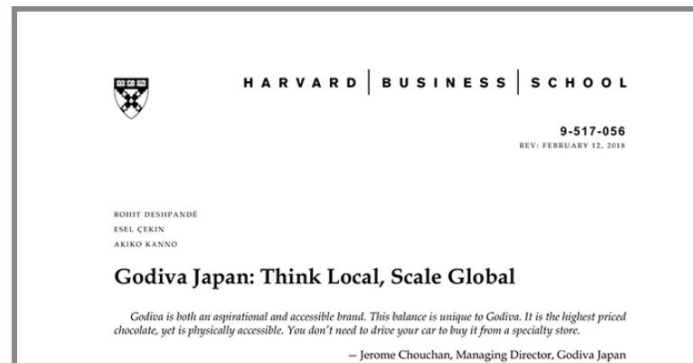 HARVARD | BUSINESS | SCHOOL
9-517-056
REV: FEBRUARY 12, 2018
ROHIT DESHPANDÉ
ESEL ÇEKIN
AKIKO KANNO
Godiva Japan: Think Local, Scale Global
Godiva is both an aspirational and accessible brand. This balance is unique to Godiva. It is the highest priced
chocolate, yet is physically accessible. You don't need to drive your car to buy it from a specialty store.
— Jerome Chouchan, Managing Director, Godiva Japan